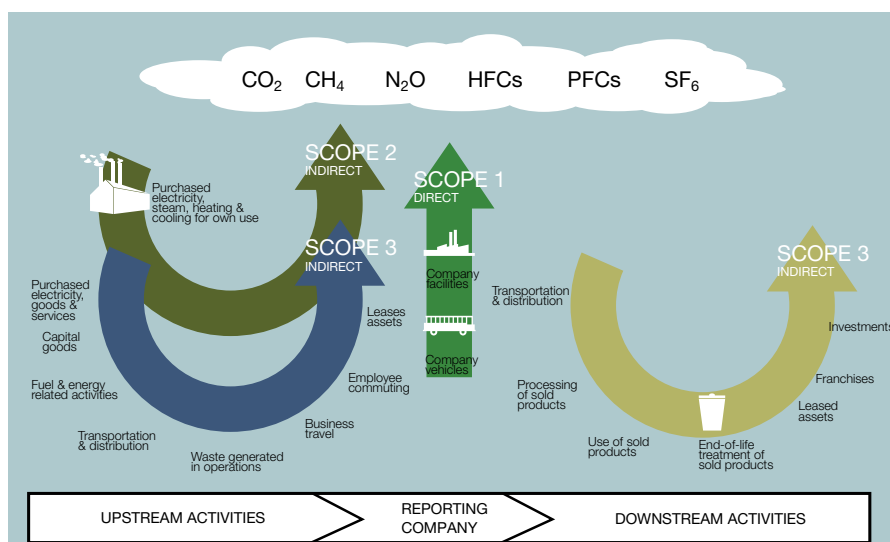 CO₂ CH₄ N₂O HFCs PFCs SF₆
SCOPE 2
INDIRECT
Purchased
electricity,
steam, heating &
cooling for own use
SCOPE 1
DIRECT
Company
facilities
Company
vehicles
SCOPE 3
INDIRECT
Purchased
electricity,
goods &
services
Capital
goods
Fuel & energy
related activities
Transportation
& distribution
Waste generated
in operations
Business
travel
Employee
commuting
Leases
assets
SCOPE 3
INDIRECT
Transportation
& distribution
Processing
of sold
products
Use of sold
products
End-of-life
treatment of
sold products
Leased
assets
Franchises
Investments
UPSTREAM ACTIVITIES
REPORTING
COMPANY
DOWNSTREAM ACTIVITIES